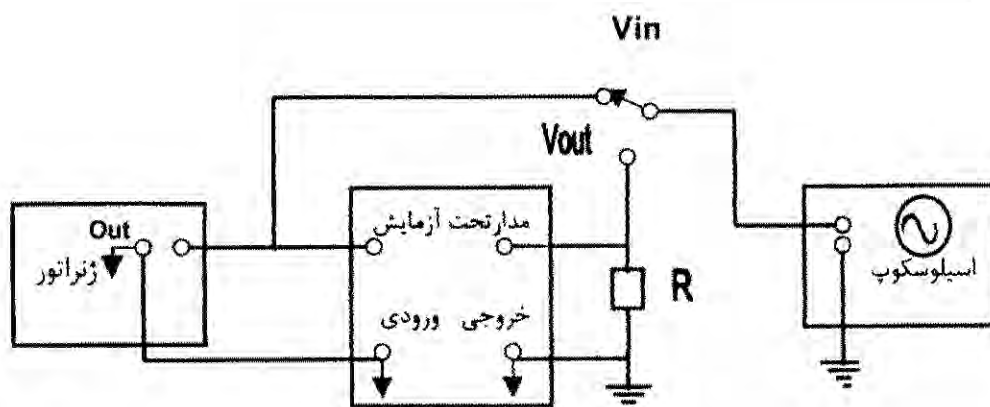 Vin
Vout
Out
ژنراتور
مدارتحت آزمایش
خروجی ورودی
R
اسیلوسکوپ